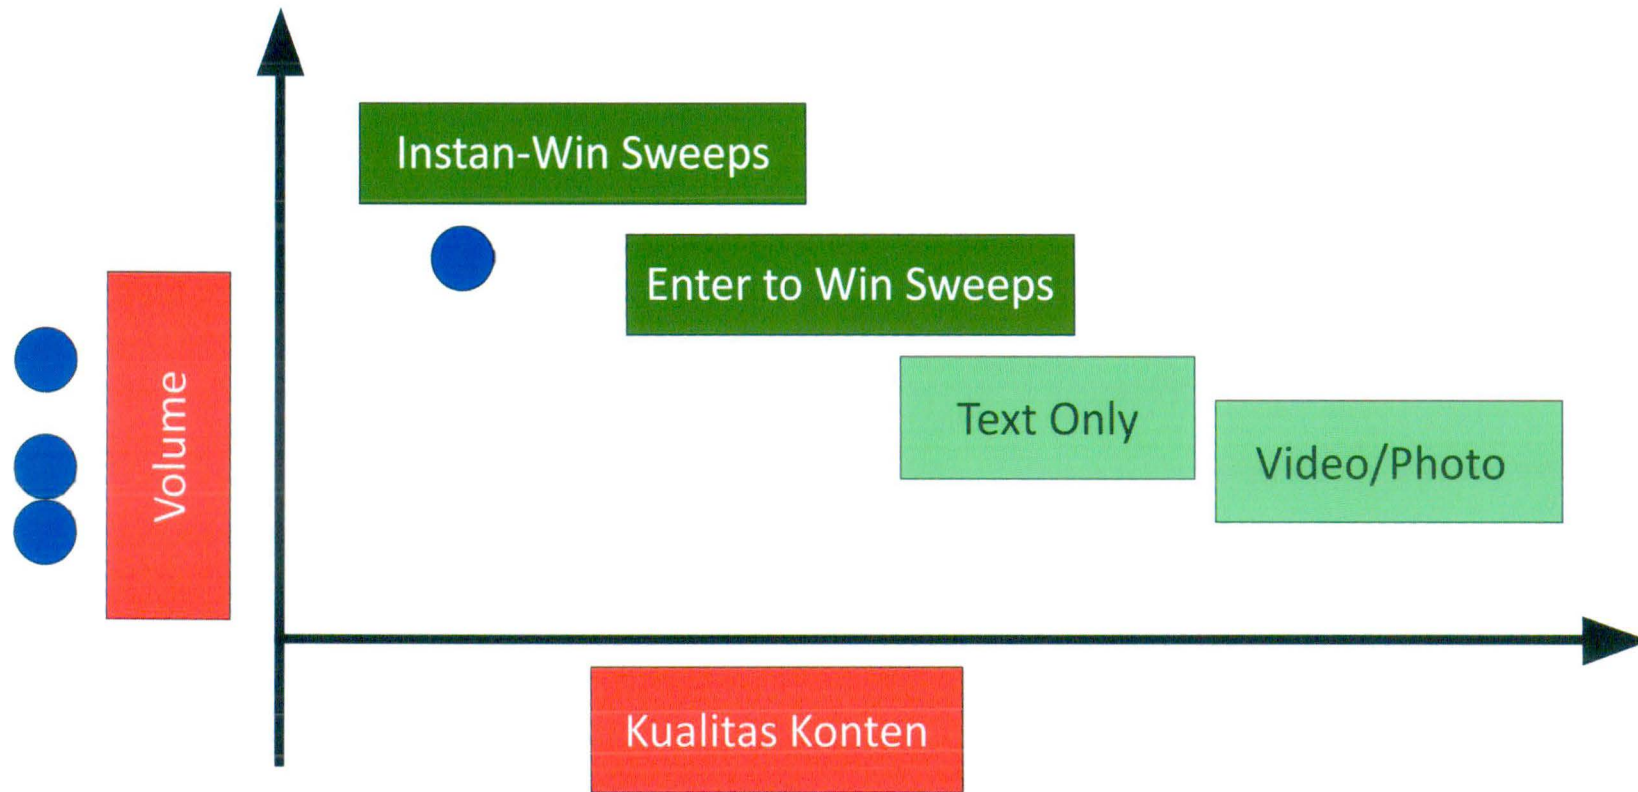 Instan-Win Sweeps
Enter to Win Sweeps
Text Only
Video/Photo
Volume
Kualitas Konten